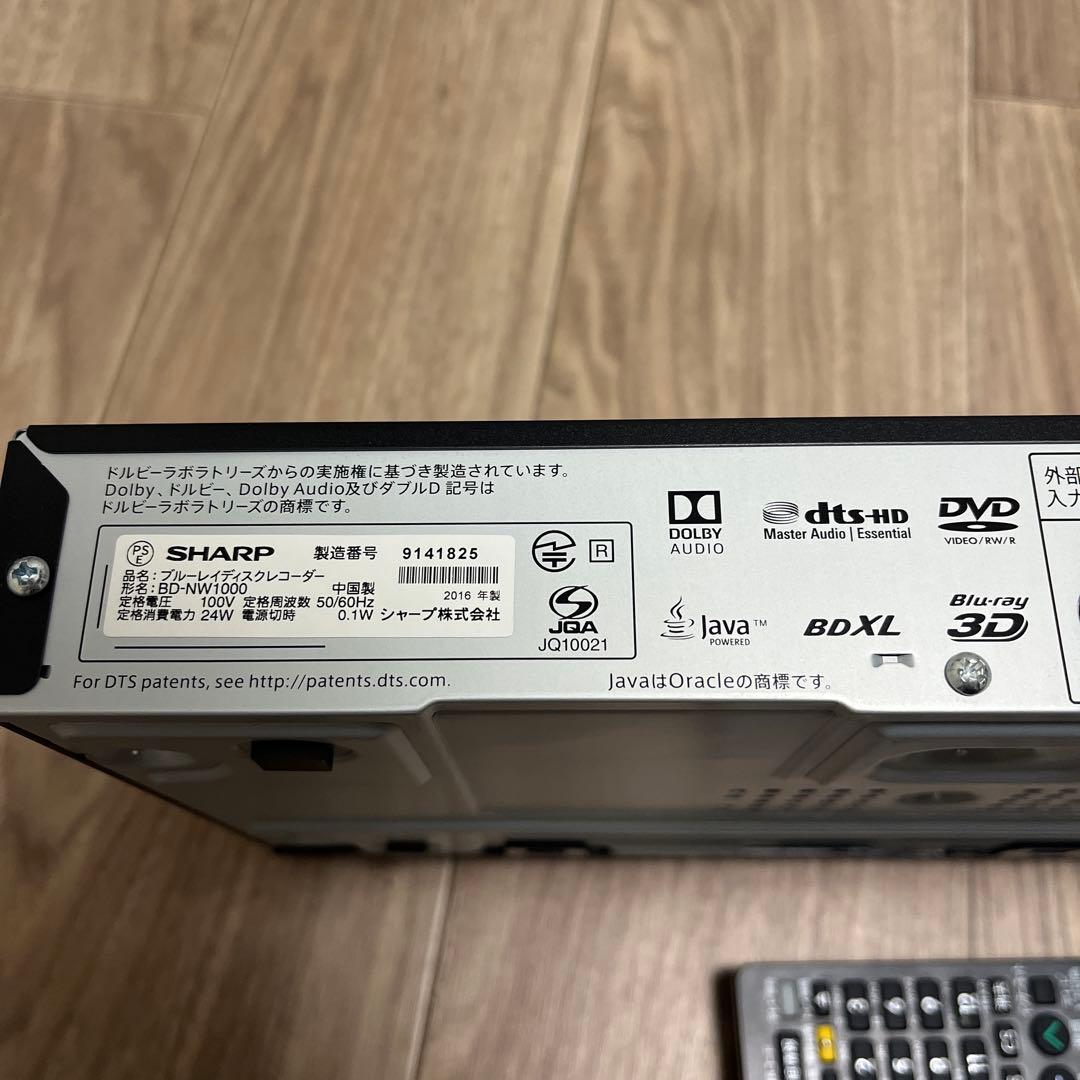 ドルビーラボラトリーズからの実施権に基づき製造されています。
Dolby、ドルビー、Dolby Audio及びダブルD 記号は
ドルビーラボラトリーズの商標です。
PS E SHARP 製造番号 9141825
品名:ブルーレイディスクレコーダー
形名:BD-NW1000 中国製 2016 年製
定格電圧 100V 定格周波数 50/60Hz
定格消費電力 24W 電源切時 0.1W シャープ株式会社
R
JQA
JQ10021
DOLBY
AUDIO
dts-HD
Master Audio | Essential
DVD
VIDEO/RW/R
Java™
POWERED
BDXL
Blu-ray
3D
外部
入力
For DTS patents, see http://patents.dts.com.
JavaはOracleの商標です。